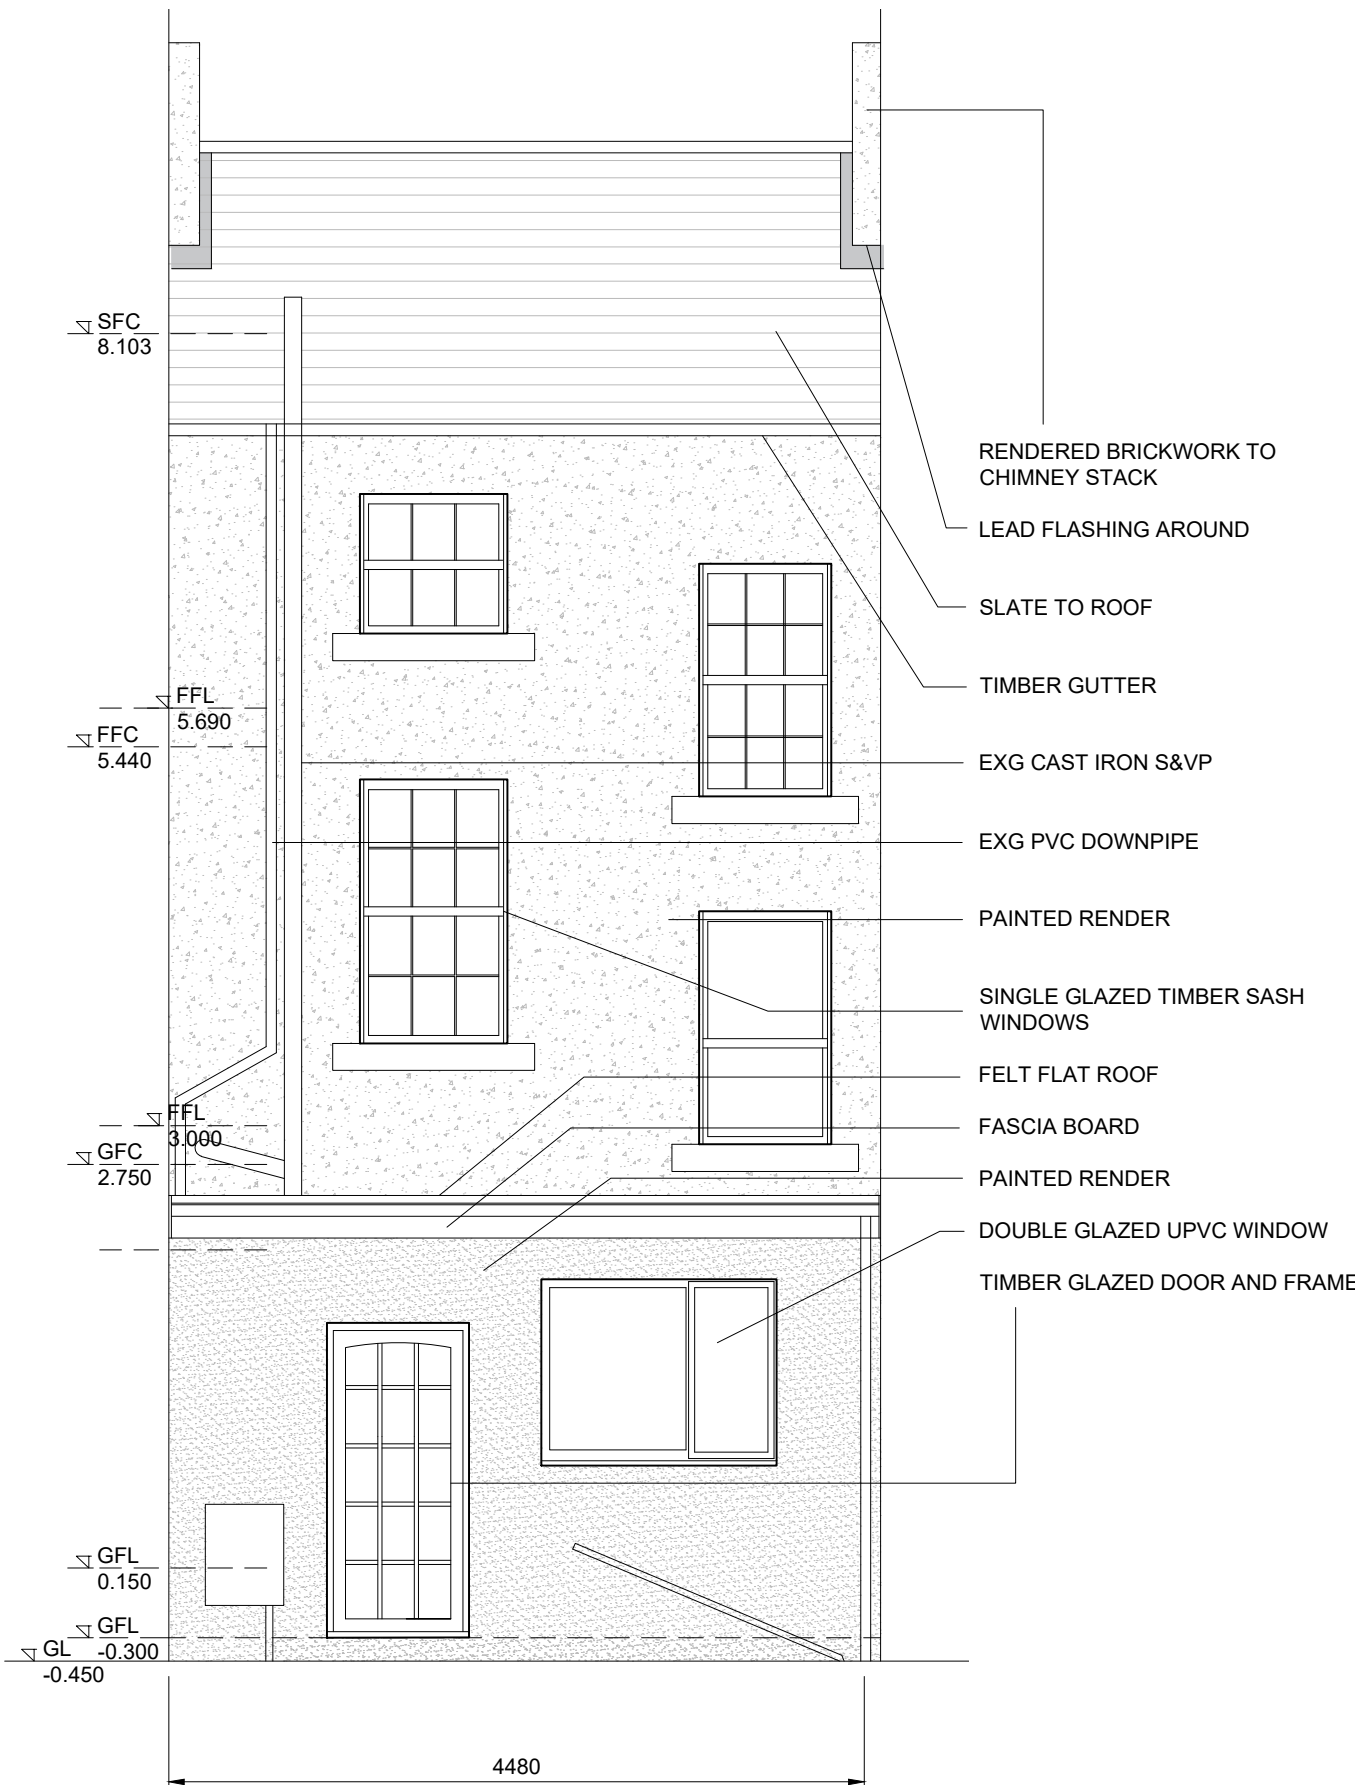 SFC
8.103
RENDERED BRICKWORK TO
CHIMNEY STACK
LEAD FLASHING AROUND
SLATE TO ROOF
TIMBER GUTTER
FFL
5.690
FFC
5.440
EXG CAST IRON S&VP
EXG PVC DOWNPIPE
PAINTED RENDER
SINGLE GLAZED TIMBER SASH
WINDOWS
FELT FLAT ROOF
FFL
3.000
FASCIA BOARD
GFC
2.750
PAINTED RENDER
DOUBLE GLAZED UPVC WINDOW
TIMBER GLAZED DOOR AND FRAME
GFL
0.150
GFL
-0.300
GL
-0.450
4480